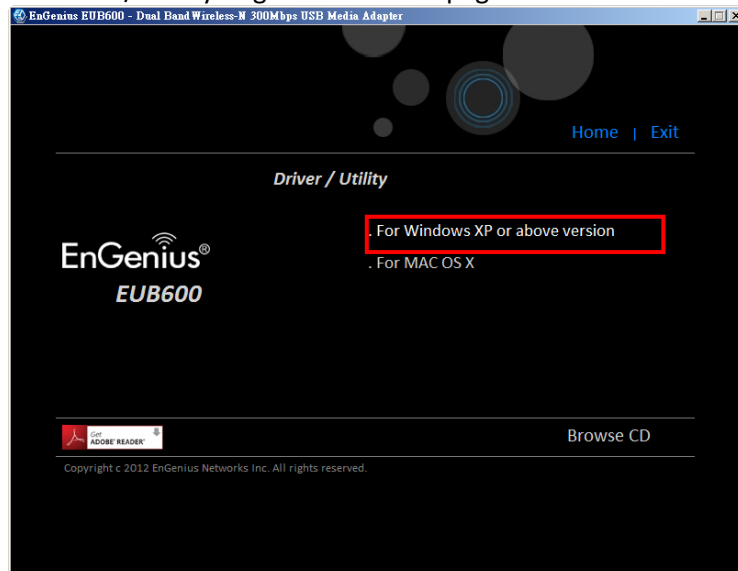 EnGenius EUB600 - Dual Band Wireless-N 300Mbps USB Media Adapter
Home | Exit
Driver / Utility
. For Windows XP or above version
. For MAC OS X
EnGenius®
EUB600
Get
ADOBE® READER®
Browse CD
Copyright c 2012 EnGenius Networks Inc. All rights reserved.